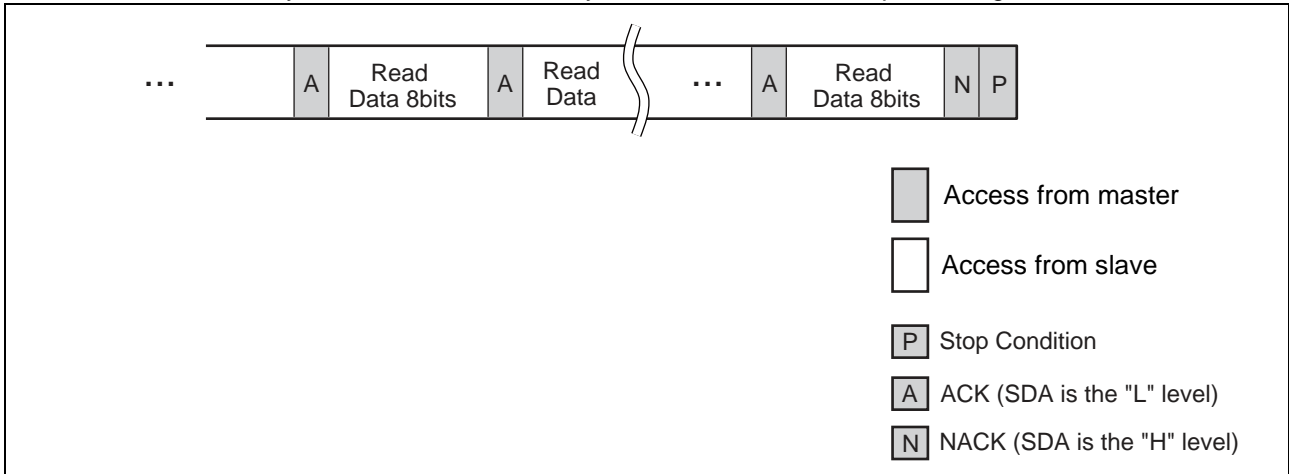 ... A Read Data 8bits A Read Data ... A Read Data 8bits N P
Access from master
Access from slave
P Stop Condition
A ACK (SDA is the "L" level)
N NACK (SDA is the "H" level)